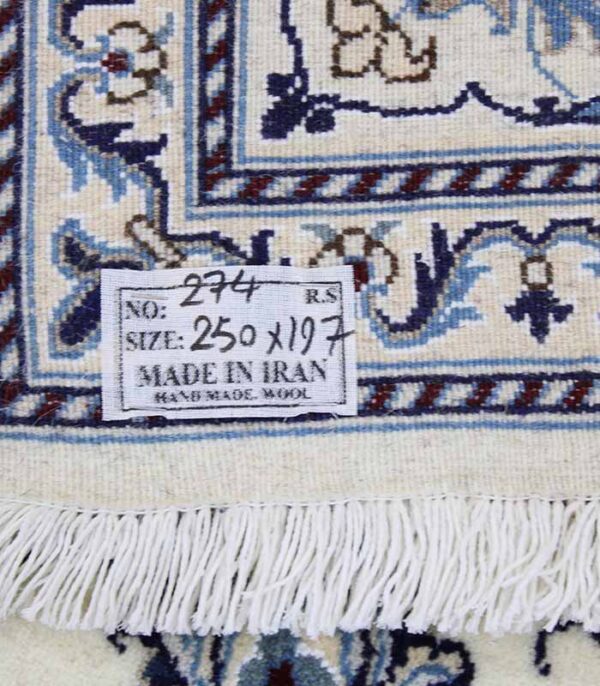 NO: 274 R.S
SIZE: 250 x 197
MADE IN IRAN
HAND MADE. WOOL